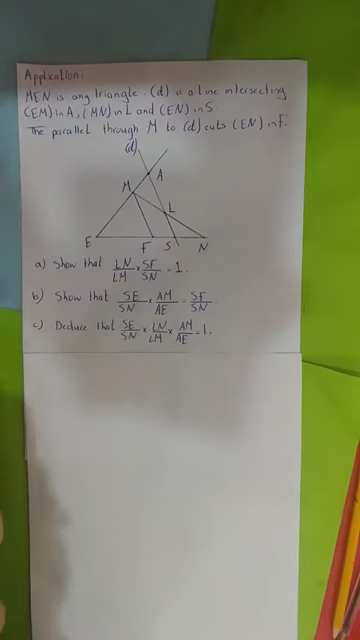 Application:
MEN is any triangle. (d) is a line intersecting
(EM) in A, (MN) in L and (EN) in S.
The parallel through M to (d) cuts (EN) in F.
(d)
A
M
L
E F S N
a) Show that LN/LM × SF/SN = 1.
b) Show that SE/SN × AM/AE = SF/SN.
c) Deduce that SE/SN × LN/LM × AM/AE = 1.